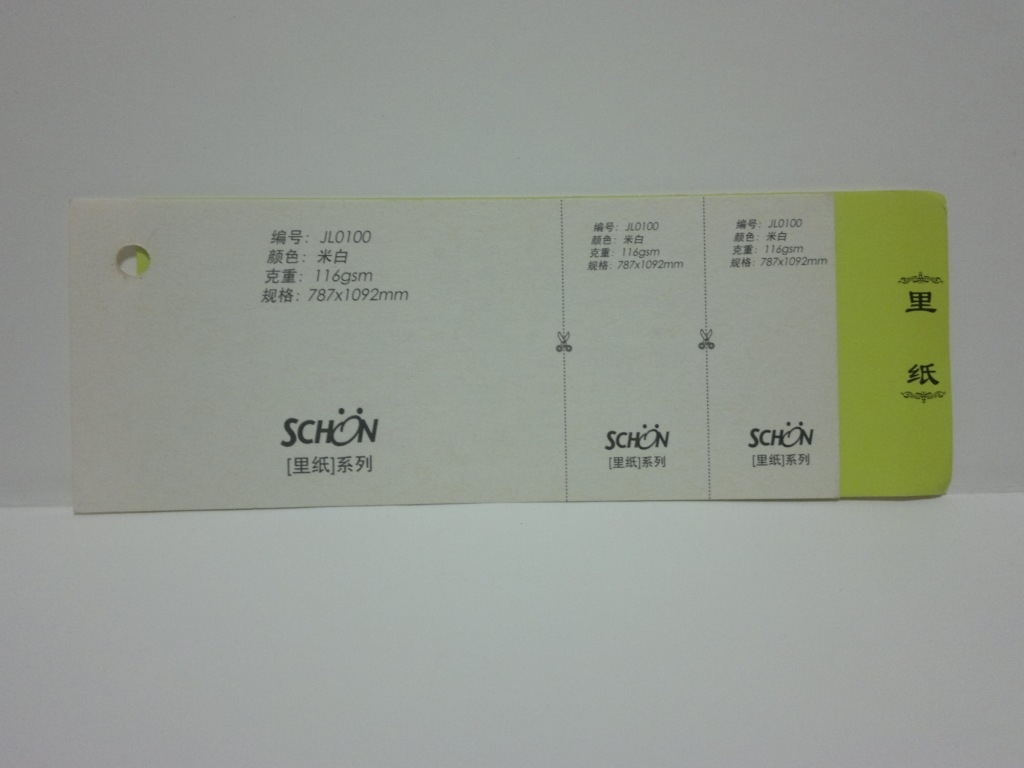 编号：JL0100
颜色：米白
克重：116gsm
规格：787x1092mm
SCHÖN
[里纸]系列
编号：JL0100
颜色：米白
克重：116gsm
规格：787x1092mm
SCHÖN
[里纸]系列
编号：JL0100
颜色：米白
克重：116gsm
规格：787x1092mm
SCHÖN
[里纸]系列
里纸